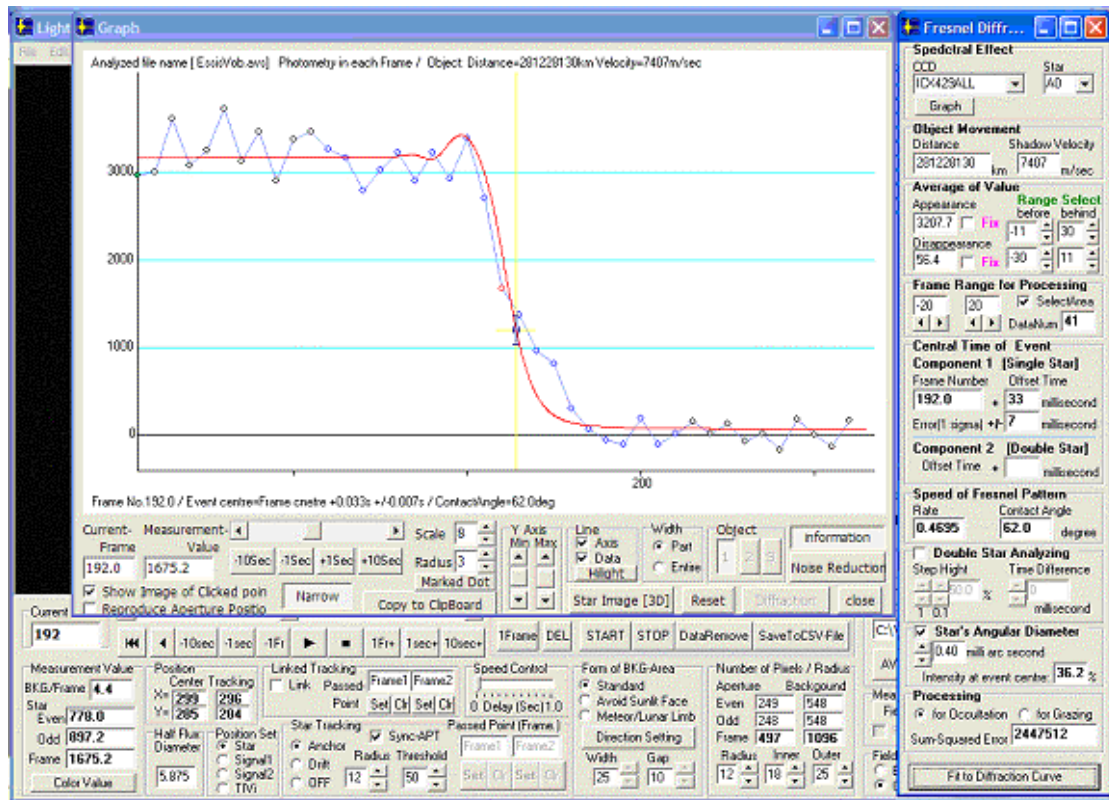 Light
Graph
Fresnel Diffr...
File Edi
Analyzed file name [ EssisVob.avs] Photometry in each Frame / Object: Distance=281228130km Velocity=7407m/sec
3000
2000
1000
0
200
Frame No.192.0 / Event centre=Frame cnetre +0.033s +/-0.007s / ContactAngle=62.0deg
Current- Measurement-
Frame Value
192.0 1675.2
-10Sec -1Sec +1Sec +10Sec
Show Image of Clicked poin
Reproduce Aperture Positio
Narrow
Scale 8
Radius 3
Marked Dot
Copy to ClipBoard
Y Axis
Min Max
Line
Axis
Data
Hilight
Width
Part
Entire
Object
1 2 3
Information
Noise Reduction
Star Image [3D] Reset Diffraction close
Spedetral Effect
CCD Star
ICX429ALL A0
Graph
Object Movement
Distance Shadow Velocity
281228130 km 7407 m/sec
Average of Value
Appearance Range Select
before behind
3207.7 Fix -11 30
Disappearance
56.4 Fix -30 11
Frame Range for Processing
-20 20 SelectArea
DataNum 41
Central Time of Event
Component 1 [Single Star]
Frame Number Offset Time
192.0 + 33 millisecond
Error(1 sigma) +/- 7 millisecond
Component 2 [Double Star]
Offset Time + millisecond
Speed of Fresnel Pattern
Rate Contact Angle
0.4695 62.0 degree
Double Star Analyzing
Step Hight Time Difference
50.0 % 0
1 0.1 millisecond
Star's Angular Diameter
0.40 milli arc second
Intensity at event centre: 36.2 %
Processing
for Occultation for Grazing
Sum-Squared Error 2447512
Fit to Diffraction Curve
Current
192
-10sec -1sec -1Fr 1Fr+ 1sec+ 10sec+
1Frame DEL START STOP DataRemove SaveToCSV-File
Measurement Value
BKG/Frame 4.4
Star
Even 778.0
Odd 897.2
Frame 1675.2
Color Value
Position
Center Tracking
X= 299 296
Y= 285 284
Half Flux
Diameter
5.875
Position Set
Star
Signal1
Signal2
TIVi
Linked Tracking
Link Passed Frame1 Frame2
Point Set Clr Set Clr
Star Tracking
Sync-APT
Anchor
Drift
OFF
Radius Threshold
12 50
Speed Control
0 Delay (Sec) 1.0
Passed Point (Frame)
Frame1 Frame2
Set Clr Set Clr
Form of BKG-Area
Standard
Avoid Sunlit Face
Meteor/Lunar Limb
Direction Setting
Width Gap
25 10
Number of Pixels / Radius
Aperture Backgound
Even 249 548
Odd 248 548
Frame 497 1096
Radius Inner Outer
12 18 25
C:\
AV
Mea
Fie
Field